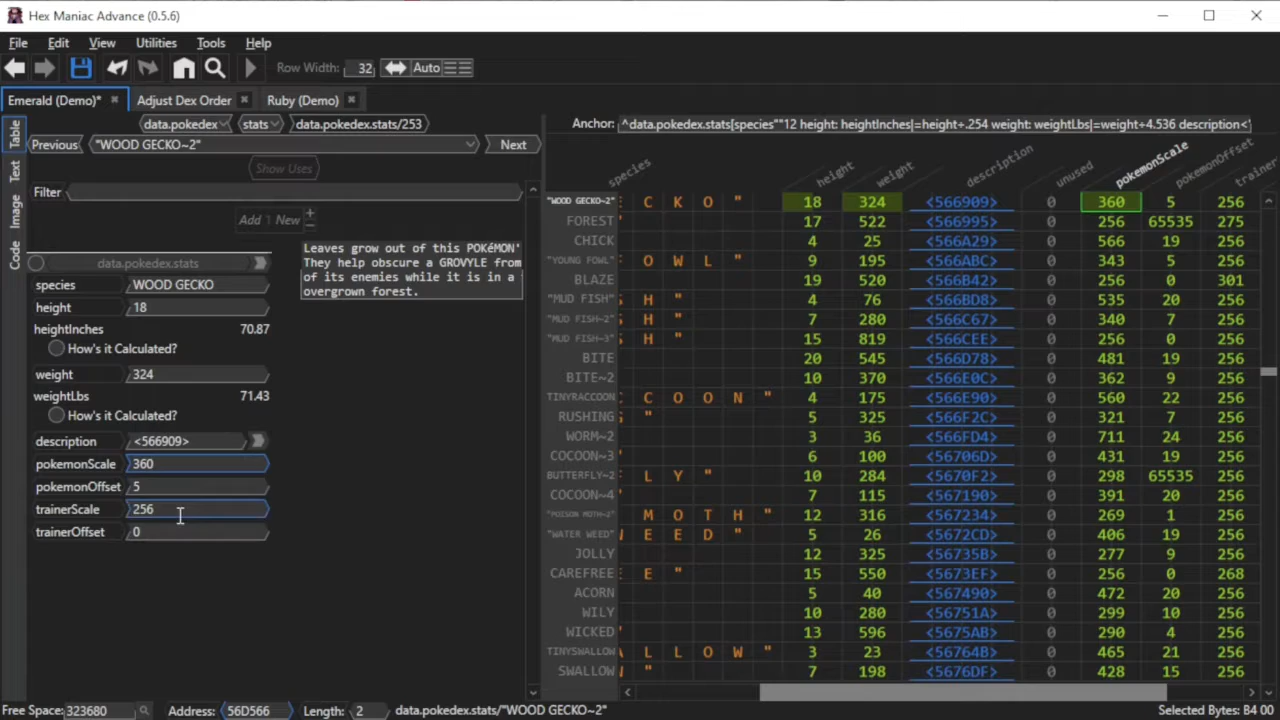 Hex Maniac Advance (0.5.6)
File Edit View Utilities Tools Help
Row Width: 32 Auto
Emerald (Demo)* Adjust Dex Order Ruby (Demo)
Table
Text
Image
Code
data.pokedex stats data.pokedex.stats/253
Previous "WOOD GECKO~2" Next
Show Uses
Filter
Add 1 New
data.pokedex.stats
species WOOD GECKO
height 18
heightInches 70.87
How's it Calculated?
weight 324
weightLbs 71.43
How's it Calculated?
description <566909>
pokemonScale 360
pokemonOffset 5
trainerScale 256
trainerOffset 0
Leaves grow out of this POKéMON'
They help obscure a GROVYLE from
of its enemies while it is in a
overgrown forest.
Anchor: ^data.pokedex.stats[species""12 height: heightInches|=height÷.254 weight: weightLbs|=weight÷4.536 description<"
species height weight description unused pokemonScale pokemonOffset trainer
"WOOD GECKO~2" C K O " 18 324 <566909> 0 360 5 256
FOREST 17 522 <566995> 0 256 65535 275
CHICK 4 25 <566A29> 0 566 19 256
"YOUNG FOWL" O W L " 9 195 <566ABC> 0 343 5 256
BLAZE 19 520 <566B42> 0 256 0 301
"MUD FISH" H " 4 76 <566BD8> 0 535 20 256
"MUD FISH~2" H " 7 280 <566C67> 0 340 7 256
"MUD FISH~3" H " 15 819 <566CEE> 0 256 0 256
BITE 20 545 <566D78> 0 481 19 256
BITE~2 10 370 <566E0C> 0 362 9 256
TINYRACCOON C O O N " 4 175 <566E90> 0 560 22 256
RUSHING " 5 325 <566F2C> 0 321 7 256
WORM~2 3 36 <566FD4> 0 711 24 256
COCOON~3 6 100 <56706D> 0 431 19 256
BUTTERFLY~2 L Y " 10 284 <5670F2> 0 298 65535 256
COCOON~4 7 115 <567190> 0 391 20 256
"POISON MOTH~2" M O T H " 12 316 <567234> 0 269 1 256
"WATER WEED" E E D " 5 26 <5672CD> 0 406 19 256
JOLLY 12 325 <56735B> 0 277 9 256
CAREFREE E " 15 550 <5673EF> 0 256 0 268
ACORN 5 40 <567490> 0 472 20 256
WILY 10 280 <56751A> 0 299 10 256
WICKED 13 596 <5675AB> 0 290 4 256
TINYSWALLOW L L O W " 3 23 <56764B> 0 465 21 256
SWALLOW " 7 198 <5676DF> 0 428 15 256
Free Space: 323680 Address: 56D566 Length: 2 data.pokedex.stats/"WOOD GECKO~2" Selected Bytes: B4 00